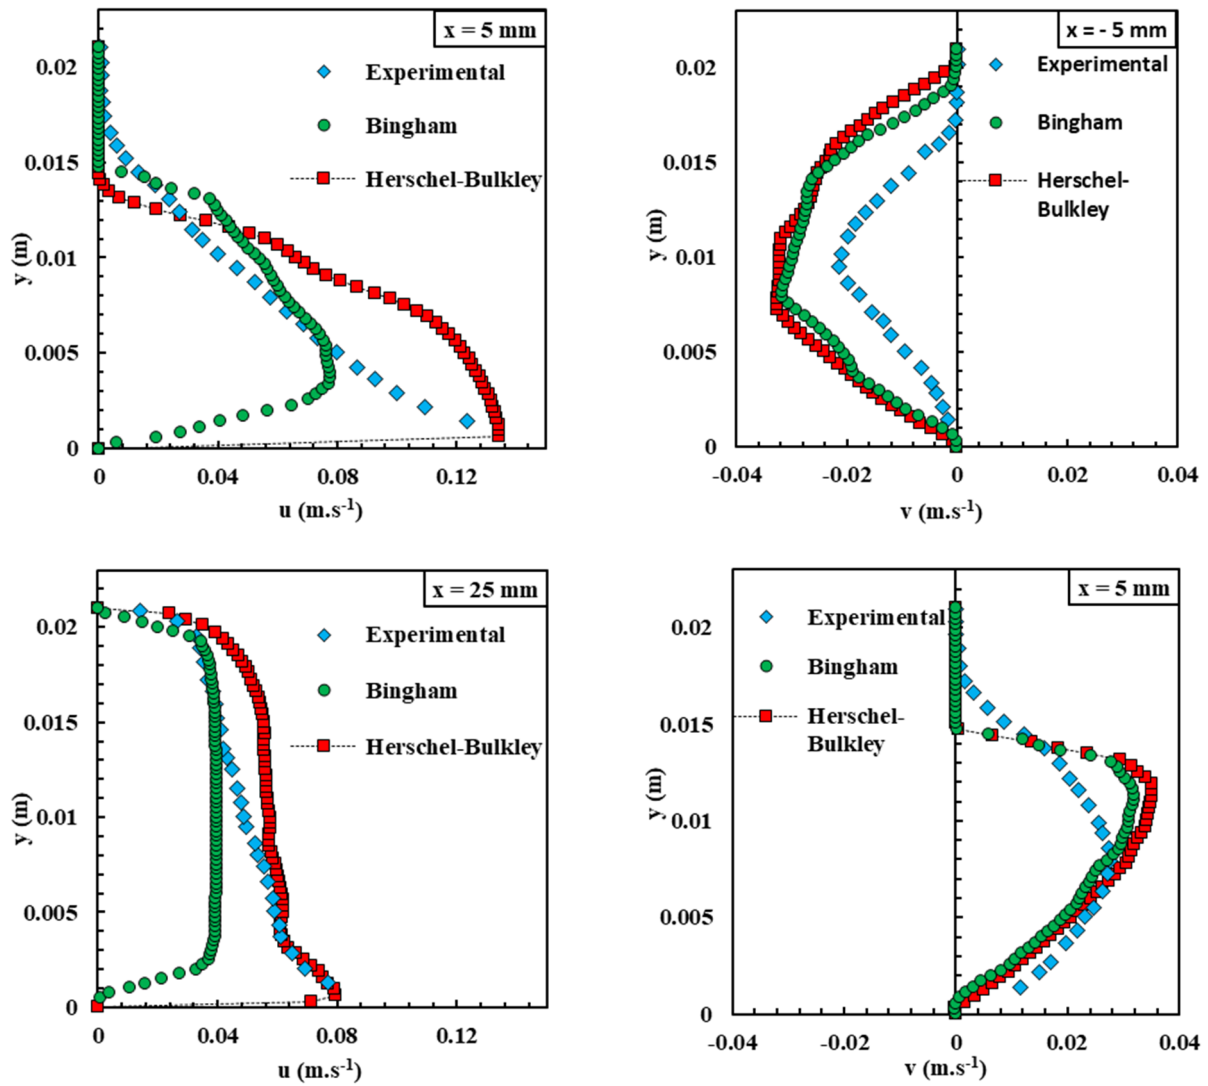 x = 5 mm
Experimental
Bingham
Herschel-Bulkley
0.02
0.015
0.01
0.005
0
y (m)
0
0.04
0.08
0.12
u (m.s-1)
x = - 5 mm
Experimental
Bingham
Herschel-
Bulkley
0.02
0.015
0.01
0.005
0
y (m)
-0.04
-0.02
0
0.02
0.04
v (m.s-1)
x = 25 mm
Experimental
Bingham
Herschel-Bulkley
0.02
0.015
0.01
0.005
0
y (m)
0
0.04
0.08
0.12
u (m.s-1)
x = 5 mm
Experimental
Bingham
Herschel-
Bulkley
0.02
0.015
0.01
0.005
0
y (m)
-0.04
-0.02
0
0.02
0.04
v (m.s-1)